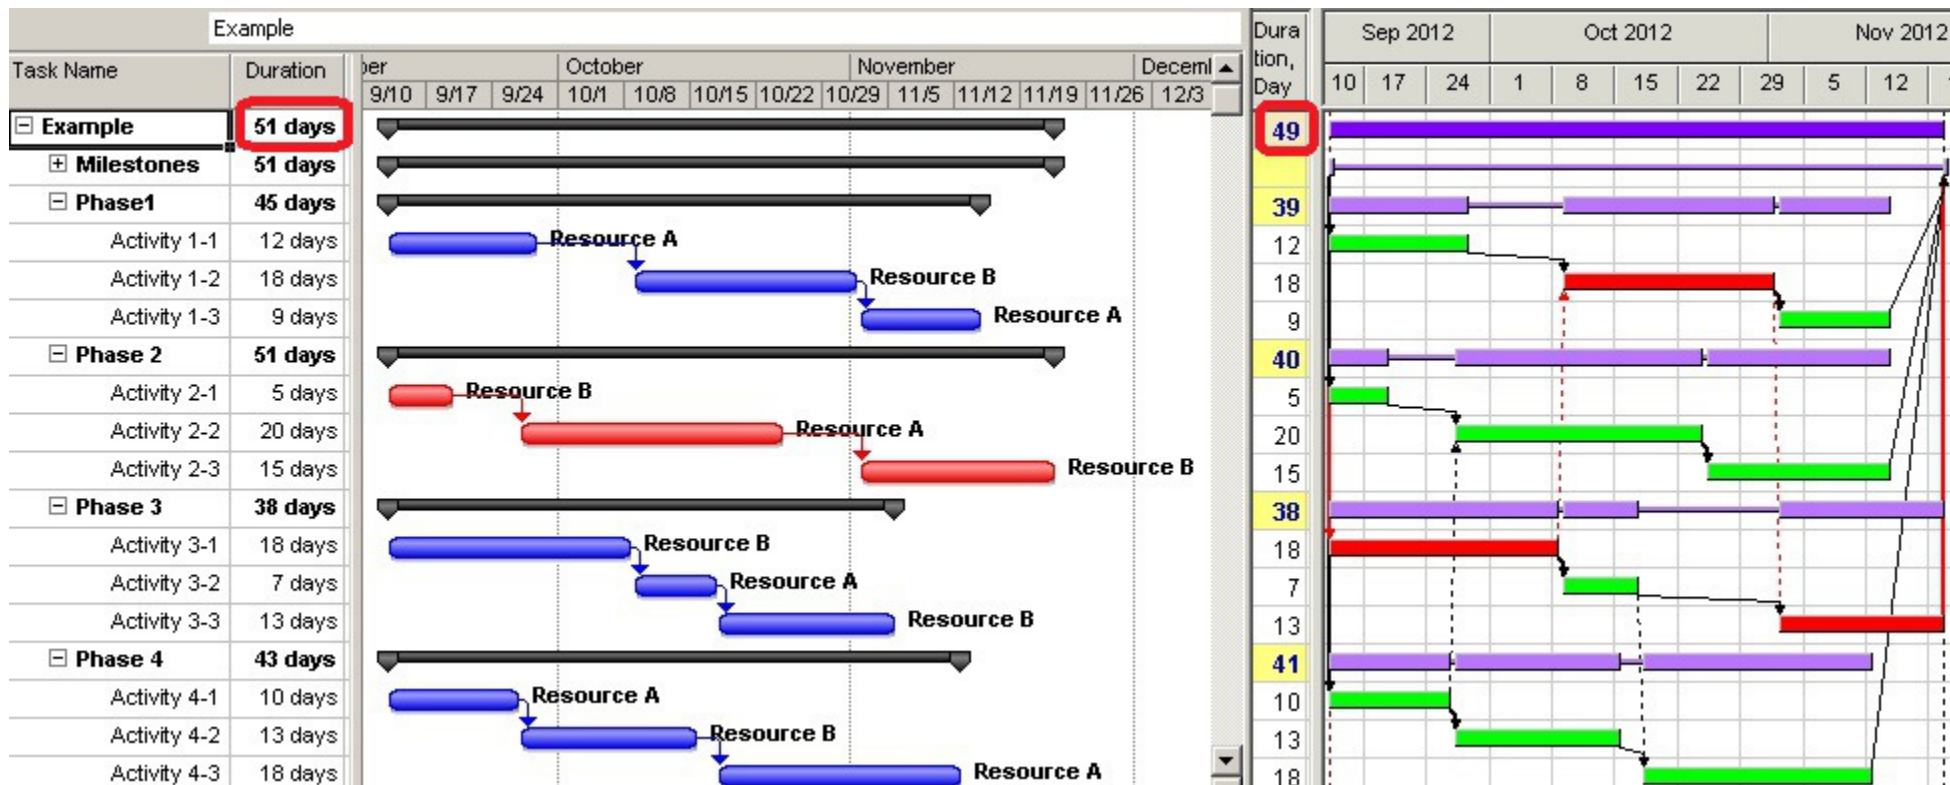 Example
Task Name Duration ber October November Deceml
9/10 9/17 9/24 10/1 10/8 10/15 10/22 10/29 11/5 11/12 11/19 11/26 12/3
Dura
tion,
Day
Sep 2012 Oct 2012 Nov 2012
10 17 24 1 8 15 22 29 5 12
Example 51 days 49
Milestones 51 days
Phase1 45 days 39
Activity 1-1 12 days Resource A 12
Activity 1-2 18 days Resource B 18
Activity 1-3 9 days Resource A 9
Phase 2 51 days 40
Activity 2-1 5 days Resource B 5
Activity 2-2 20 days Resource A 20
Activity 2-3 15 days Resource B 15
Phase 3 38 days 38
Activity 3-1 18 days Resource B 18
Activity 3-2 7 days Resource A 7
Activity 3-3 13 days Resource B 13
Phase 4 43 days 41
Activity 4-1 10 days Resource A 10
Activity 4-2 13 days Resource B 13
Activity 4-3 18 days Resource A 18